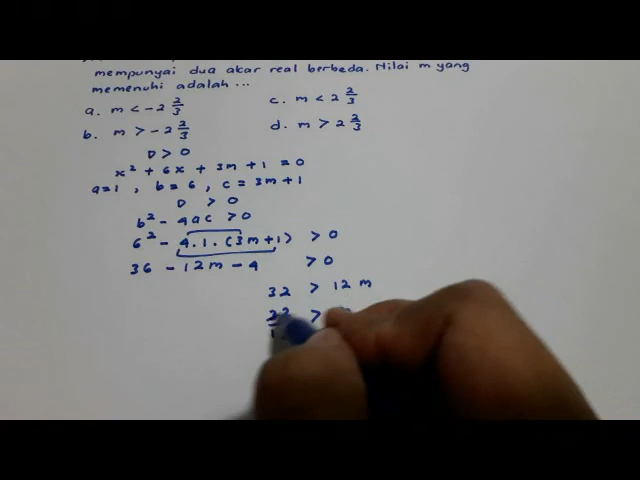 mempunyai dua akar real berbeda. Nilai m yang
memenuhi adalah ...
a. m < -2 2/3
c. m < 2 2/3
b. m > -2 2/3
d. m > 2 2/3
D > 0
x² + 6x + 3m + 1 = 0
a = 1 , b = 6 , c = 3m + 1
D > 0
b² - 4ac > 0
6² - 4.1.(3m+1) > 0
36 - 12m - 4 > 0
32 > 12 m
>